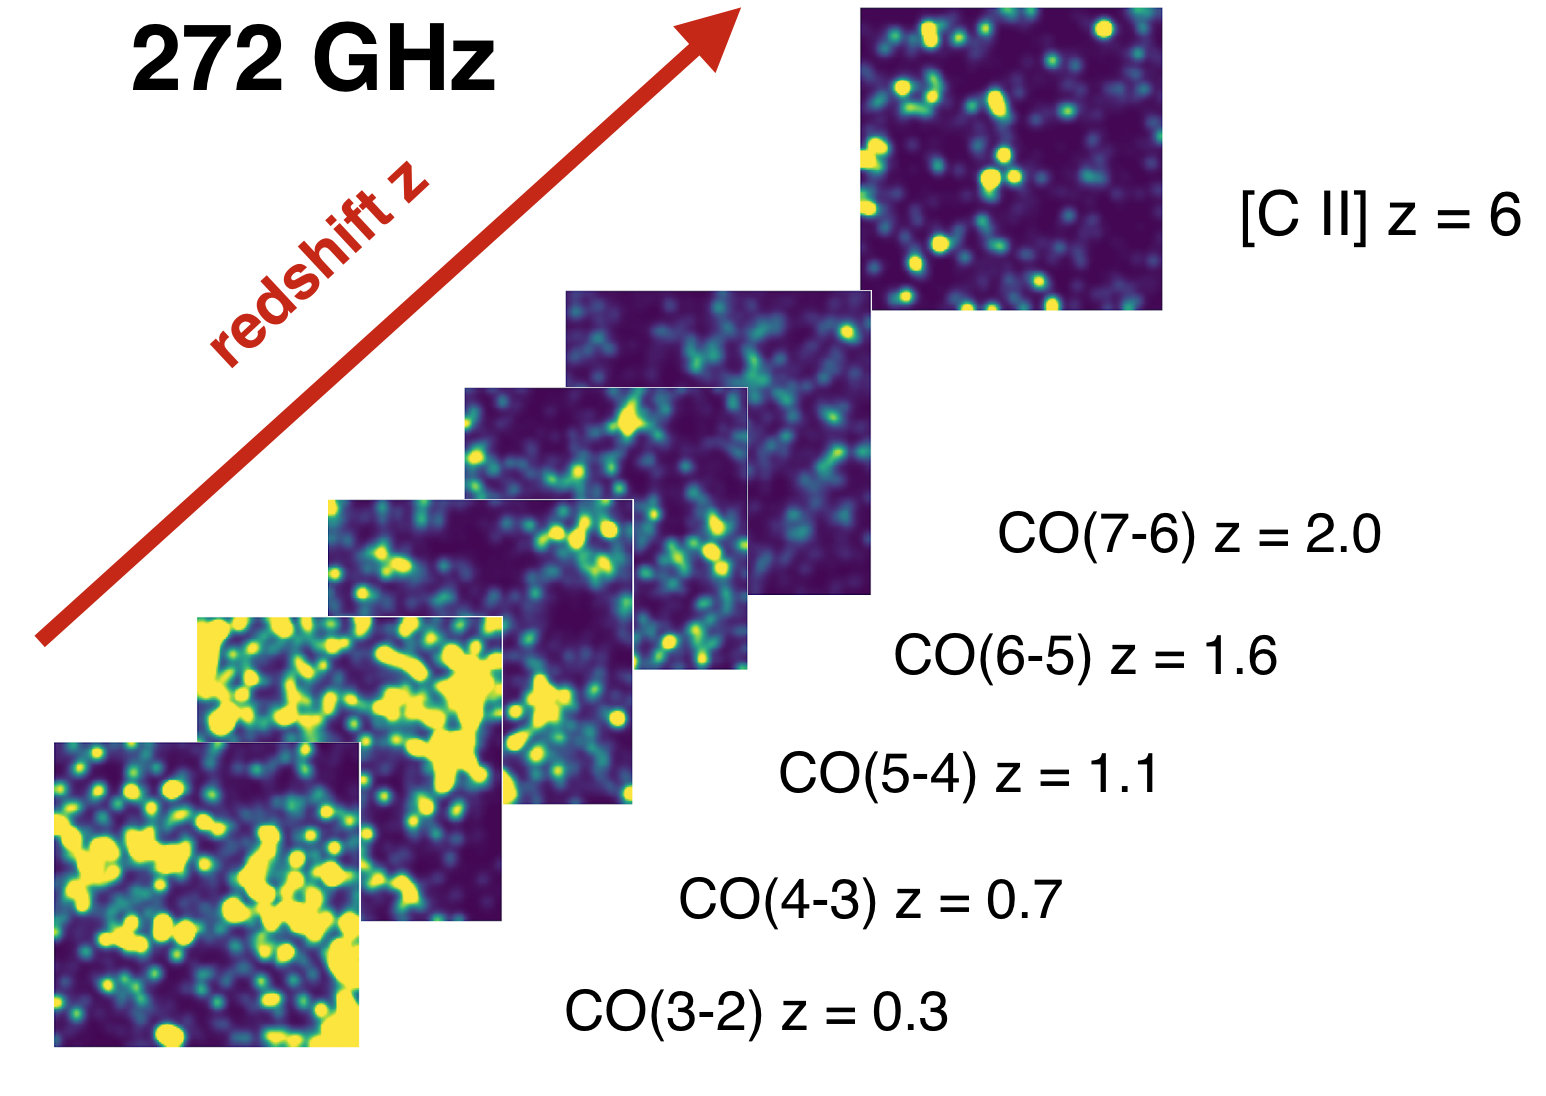 272 GHz
redshift z
[C II] z = 6
CO(7-6) z = 2.0
CO(6-5) z = 1.6
CO(5-4) z = 1.1
CO(4-3) z = 0.7
CO(3-2) z = 0.3